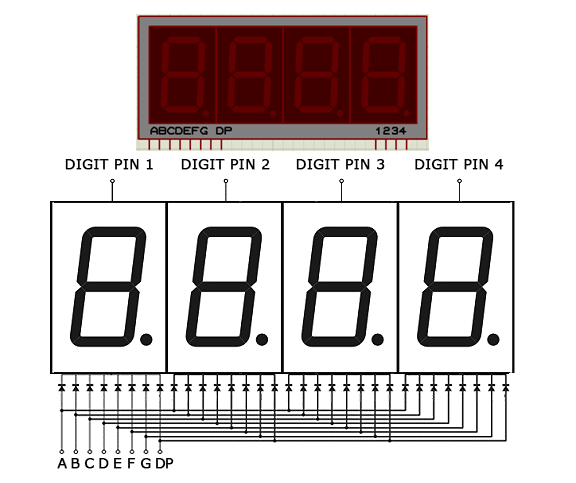 ABCDEFG DP 1234
DIGIT PIN 1 DIGIT PIN 2 DIGIT PIN 3 DIGIT PIN 4
A B C D E F G DP